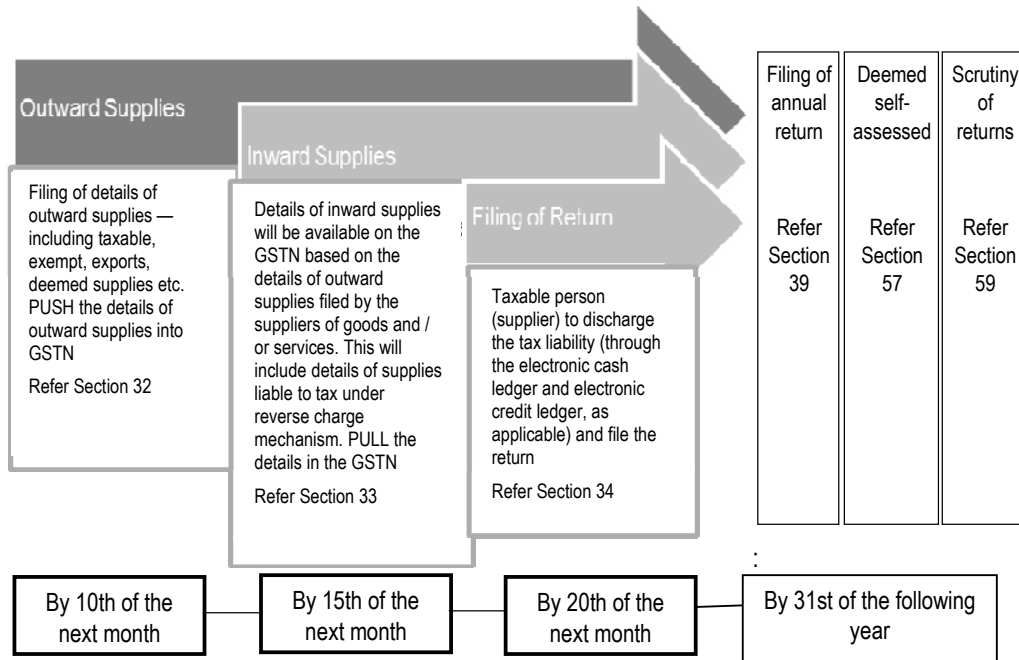 Outward Supplies
Filing of details of
outward supplies —
including taxable,
exempt, exports,
deemed supplies etc.
PUSH the details of
outward supplies into
GSTN
Refer Section 32
Inward Supplies
Details of inward supplies
will be available on the
GSTN based on the
details of outward
supplies filed by the
suppliers of goods and /
or services. This will
include details of supplies
liable to tax under
reverse charge
mechanism. PULL the
details in the GSTN
Refer Section 33
Filing of Return
Taxable person
(supplier) to discharge
the tax liability (through
the electronic cash
ledger and electronic
credit ledger, as
applicable) and file the
return
Refer Section 34
Filing of
annual
return
Refer
Section
39
Deemed
self-
assessed
Refer
Section
57
Scrutiny
of
returns
Refer
Section
59
:
By 10th of the
next month
By 15th of the
next month
By 20th of the
next month
By 31st of the following
year